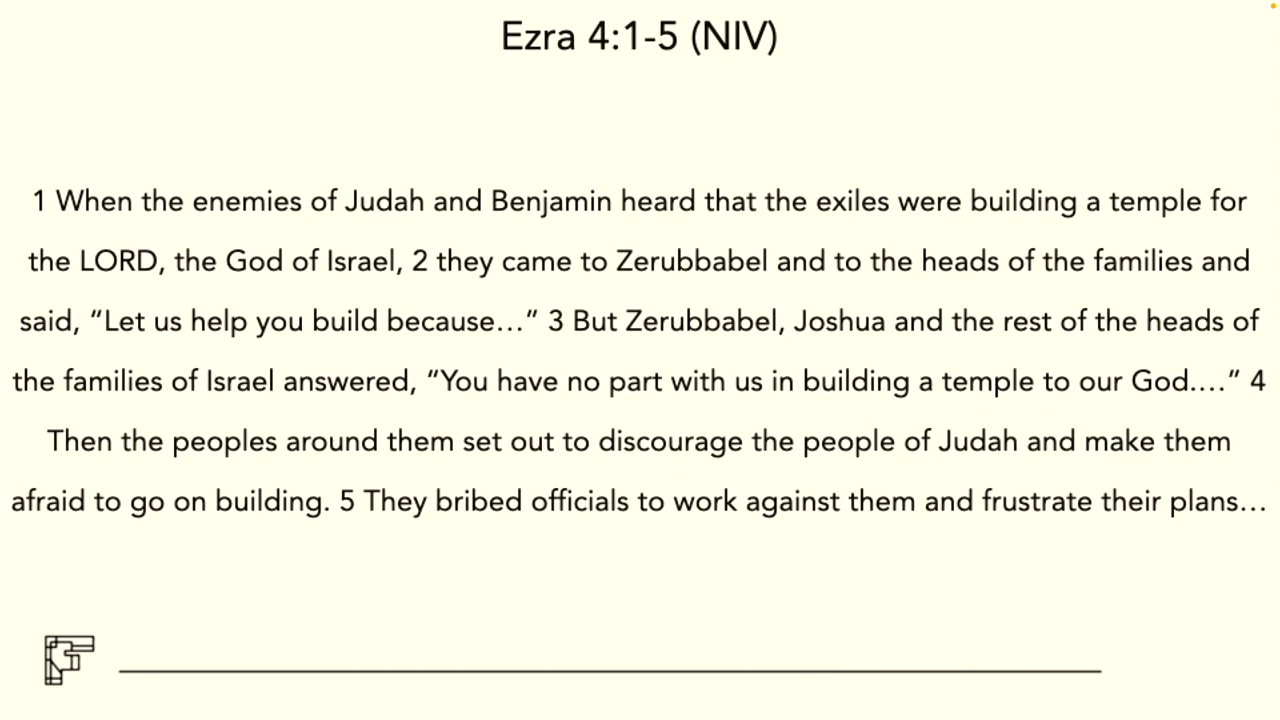 Ezra 4:1-5 (NIV)
1 When the enemies of Judah and Benjamin heard that the exiles were building a temple for
the LORD, the God of Israel, 2 they came to Zerubbabel and to the heads of the families and
said, “Let us help you build because…” 3 But Zerubbabel, Joshua and the rest of the heads of
the families of Israel answered, “You have no part with us in building a temple to our God.…” 4
Then the peoples around them set out to discourage the people of Judah and make them
afraid to go on building. 5 They bribed officials to work against them and frustrate their plans…